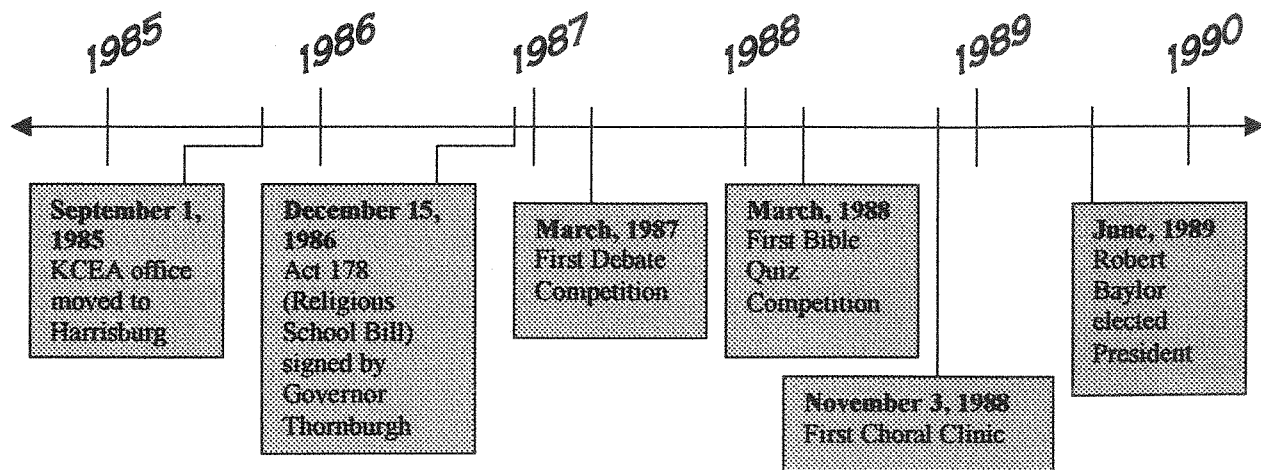 1985
1986
1987
1988
1989
1990
September 1,
1985
KCEA office
moved to
Harrisburg
December 15,
1986
Act 178
(Religious
School Bill)
signed by
Governor
Thornburgh
March, 1987
First Debate
Competition
March, 1988
First Bible
Quiz
Competition
November 3, 1988
First Choral Clinic
June, 1989
Robert
Baylor
elected
President